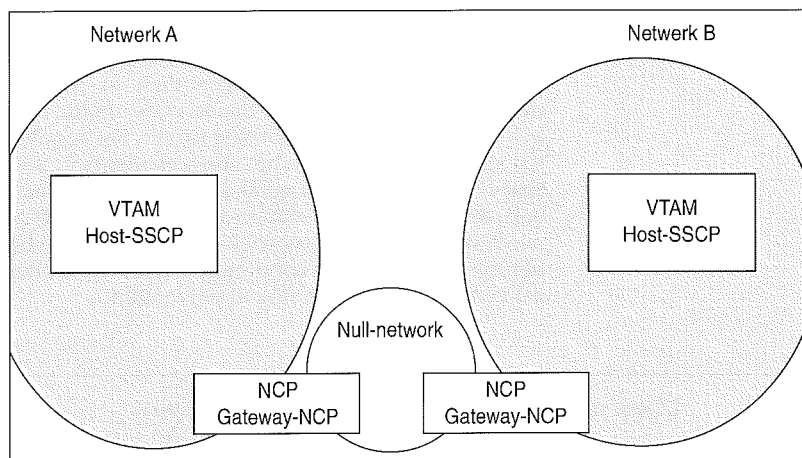 Netwerk A
Netwerk B
VTAM
Host-SSCP
VTAM
Host-SSCP
Null-network
NCP
Gateway-NCP
NCP
Gateway-NCP